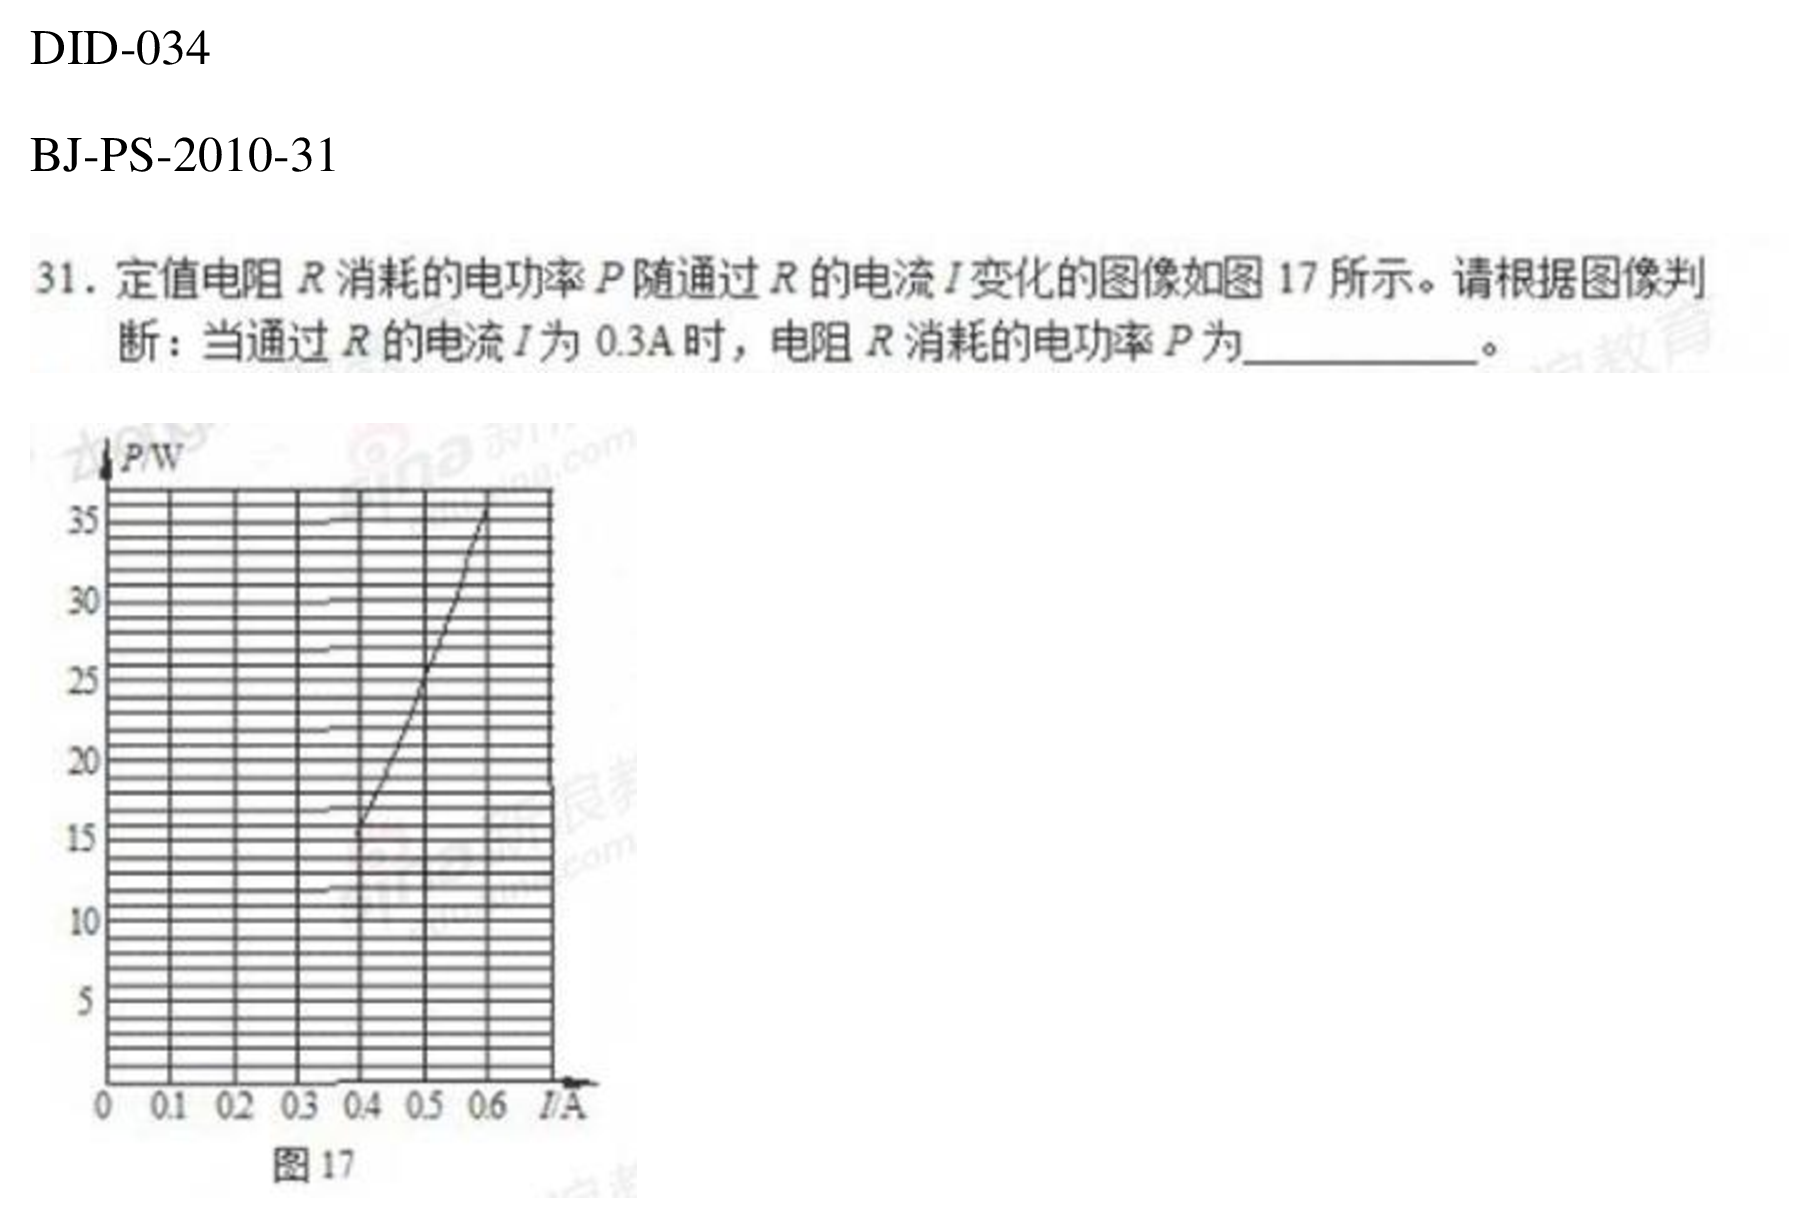 DID-034
BJ-PS-2010-31
31. 定值电阻 R 消耗的电功率 P 随通过 R 的电流 I 变化的图像如图 17 所示。请根据图像判
断：当通过 R 的电流 I 为 0.3A 时，电阻 R 消耗的电功率 P 为___________。
P/W
35
30
25
20
15
10
5
0 0.1 0.2 0.3 0.4 0.5 0.6 I/A
图 17